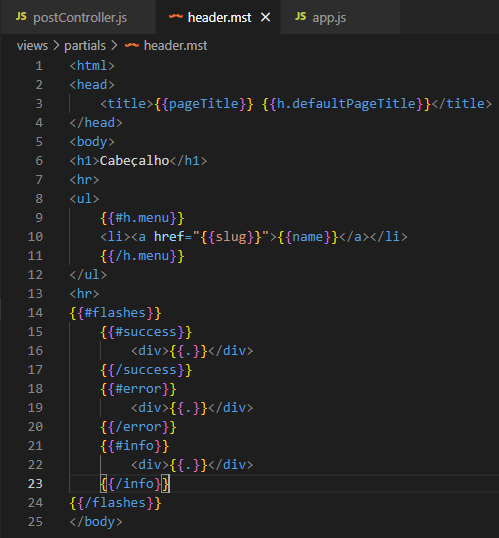 JS postController.js header.mst JS app.js
views > partials > header.mst
1 <html>
2 <head>
3 <title>{{pageTitle}} {{h.defaultPageTitle}}</title>
4 </head>
5 <body>
6 <h1>Cabeçalho</h1>
7 <hr>
8 <ul>
9 {{#h.menu}}
10 <li><a href="{{slug}}">{{name}}</a></li>
11 {{/h.menu}}
12 </ul>
13 <hr>
14 {{#flashes}}
15 {{#success}}
16 <div>{{.}}</div>
17 {{/success}}
18 {{#error}}
19 <div>{{.}}</div>
20 {{/error}}
21 {{#info}}
22 <div>{{.}}</div>
23 {{/info}}
24 {{/flashes}}
25 </body>